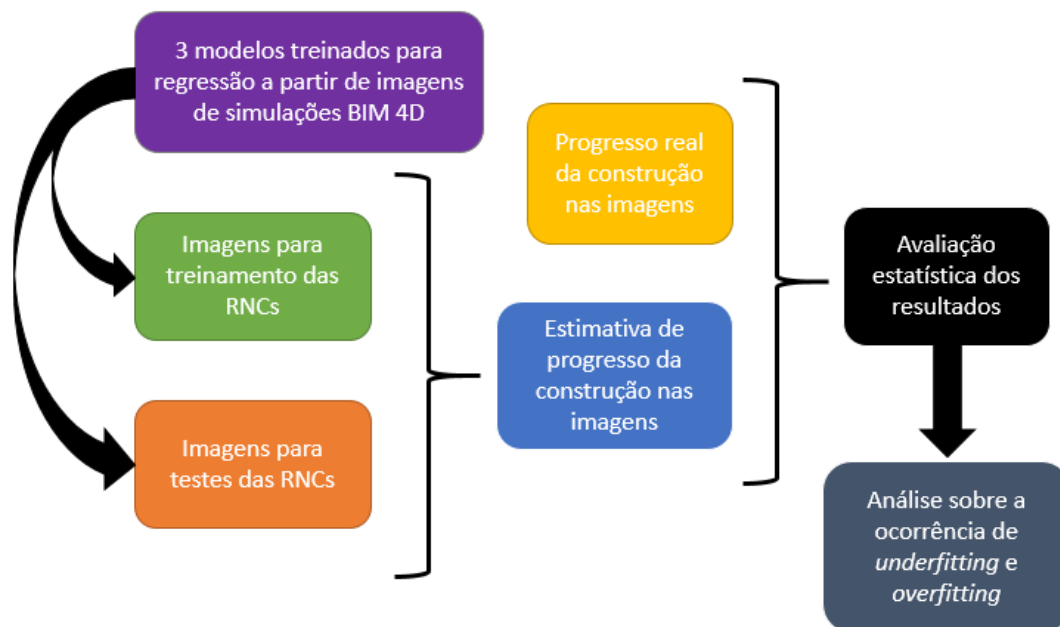 3 modelos treinados para
regressão a partir de imagens
de simulações BIM 4D
Imagens para
treinamento das
RNCs
Imagens para
testes das RNCs
Progresso real
da construção
nas imagens
Estimativa de
progresso da
construção nas
imagens
Avaliação
estatística dos
resultados
Análise sobre a
ocorrência de
underfitting e
overfitting